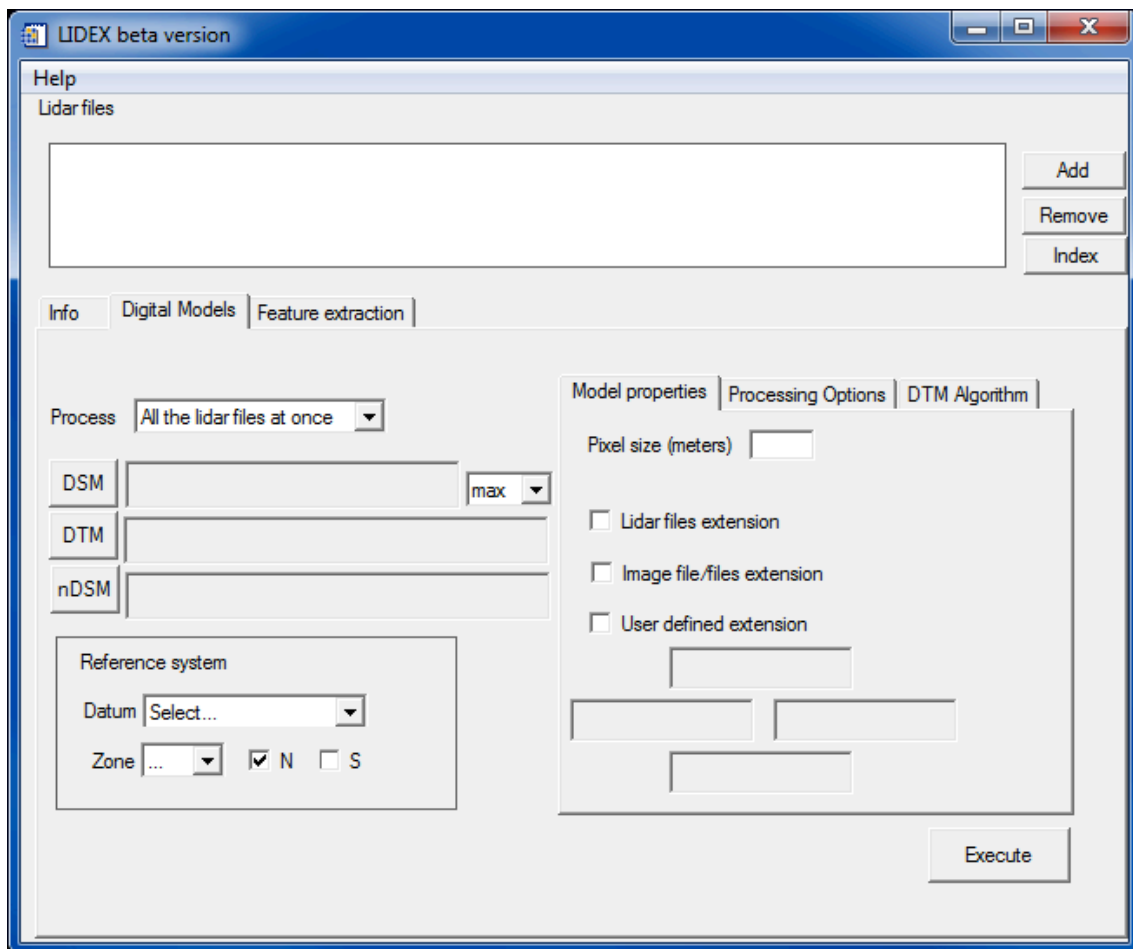 LIDEX beta version
Help
Lidar files
Add
Remove
Index
Info Digital Models Feature extraction
Process All the lidar files at once
DSM max
DTM
nDSM
Reference system
Datum Select...
Zone ... N S
Model properties Processing Options DTM Algorithm
Pixel size (meters)
Lidar files extension
Image file/files extension
User defined extension
Execute